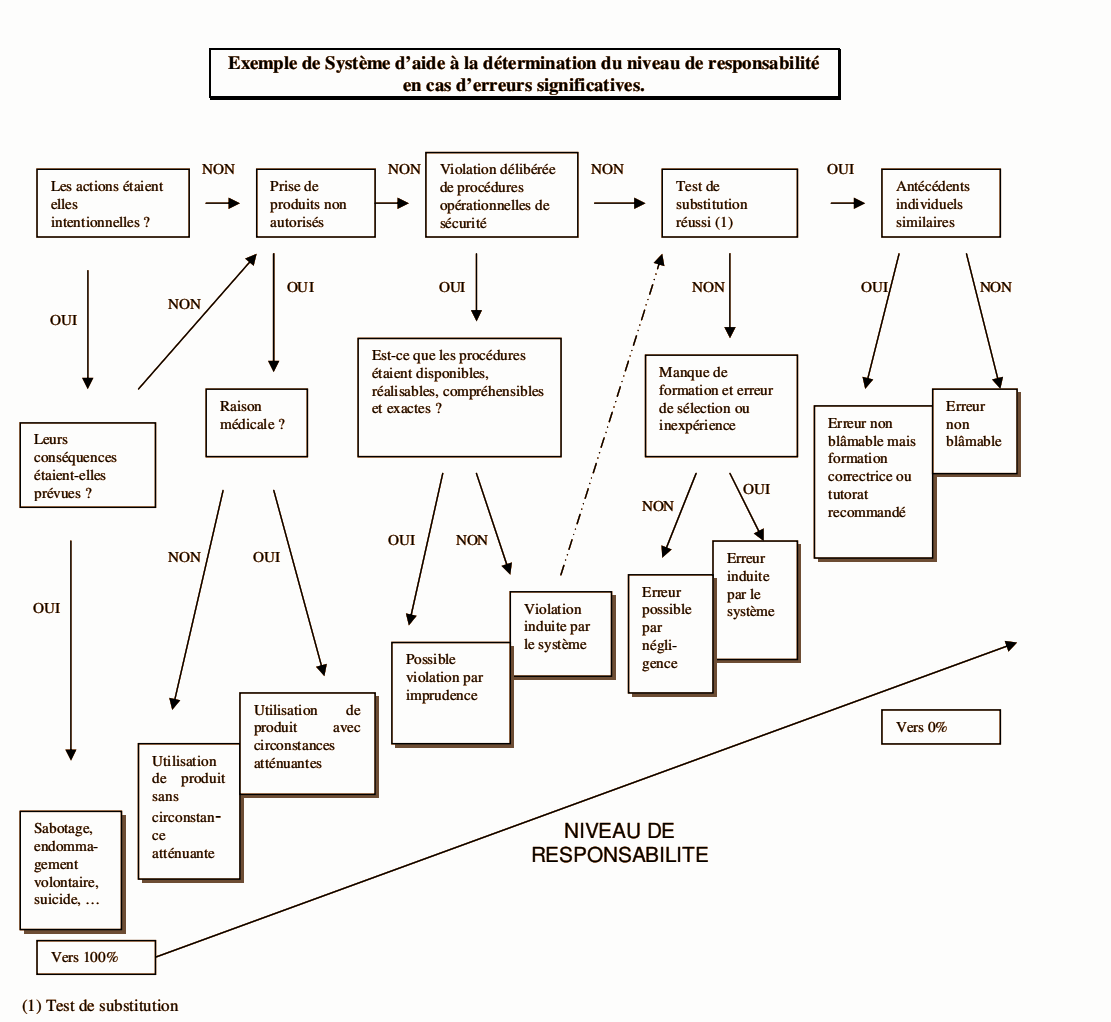 Exemple de Système d'aide à la détermination du niveau de responsabilité
en cas d'erreurs significatives.
Les actions étaient
elles
intentionnelles ?
NON
Prise de
produits non
autorisés
NON
Violation délibérée
de procédures
opérationnelles de
sécurité
NON
Test de
substitution
réussi (1)
OUI
Antécédents
individuels
similaires
OUI
NON
OUI
OUI
NON
OUI
NON
Leurs
conséquences
étaient-elles
prévues ?
Raison
médicale ?
Est-ce que les procédures
étaient disponibles,
réalisables, compréhensibles
et exactes ?
Manque de
formation et erreur
de sélection ou
inexpérience
Erreur non
blâmable mais
formation
correctrice ou
tutorat
recommandé
Erreur
non
blâmable
OUI
NON
OUI
OUI
NON
NON
OUI
Sabotage,
endomma-
gement
volontaire,
suicide, …
Utilisation
de produit
sans
circonstan-
ce
atténuante
Utilisation de
produit avec
circonstances
atténuantes
Possible
violation par
imprudence
Violation
induite par
le système
Erreur
possible
par
négli-
gence
Erreur
induite
par le
système
Vers 0%
NIVEAU DE
RESPONSABILITE
Vers 100%
(1) Test de substitution